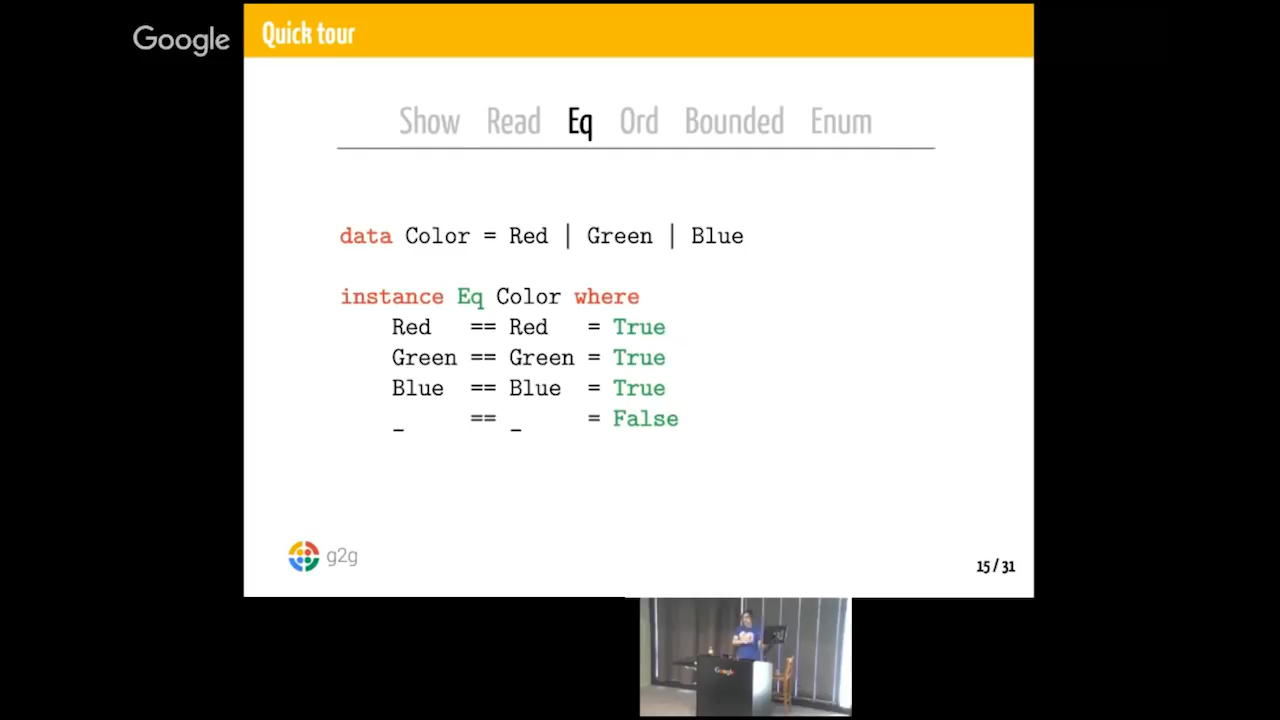 Google
Quick tour
Show Read Eq Ord Bounded Enum
data Color = Red | Green | Blue
instance Eq Color where
Red == Red = True
Green == Green = True
Blue == Blue = True
_ == _ = False
g2g
15 / 31
Google